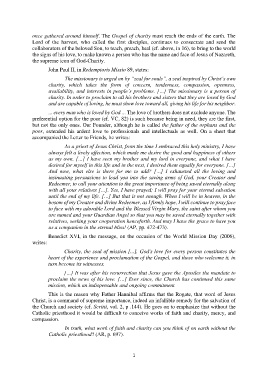 once gathered around himself. The Gospel of charity must reach the ends of the earth. The
Lord of the harvest, who called the first disciples, continues to consecrate and send the
collaborators of the beloved Son, to teach, preach, heal (cf. above, in 16), to bring to the world
the signs of his love, to make known a person who has the name and face of Jesus of Nazareth,
the supreme icon of God-Charity.
John Paul II, in Redemptoris Missio 89, states:
The missionary is urged on by "zeal for souls", a zeal inspired by Christ's own
charity, which takes the form of concern, tenderness, compassion, openness,
availability, and interests in people's problems. [...] The missionary is a person of
charity. In order to proclaim to all his brothers and sisters that they are loved by God
and are capable of loving, he must show love toward all, giving his life for his neighbor.
... every man who is loved by God ... The love of brothers does not exclude anyone. The
preferential option for the poor (cf. VC, 82) is such because being in need, they are the first,
but not the only ones. Our Founder, although he is called the father of the orphans and the
poor, extended his ardent love to professionals and intellectuals as well. On a sheet that
accompanied the Letter to Friends, he writes:
As a priest of Jesus Christ, from the time I embraced this holy ministry, I have
always felt a lively affection, which made me desire the good and happiness of others
as my own. [...] I have seen my brother and my lord in everyone, and what I have
desired for myself in this life and in the next, I desired them equally for everyone. [...]
And now, what else is there for me to add? [...] I exhausted all the loving and
insinuating persuasions to lead you into the saving arms of God, your Creator and
Redeemer, to call your attention to the great importance of being saved eternally along
with all your relatives [...]. Yes, I have prayed; I will pray for your eternal salvation
until the end of my life. [...] But that is not enough. When I will be in heaven, in the
bosom of my Creator and divine Redeemer, as I firmly hope, I will continue to pray face
to face with my adorable Lord and the Blessed Virgin Mary, the saint after whom you
are named and your Guardian Angel so that you may be saved eternally together with
relatives, wailing your cooperation henceforth. And may I have the grace to have you
as a companion in the eternal bliss! (AP, pp. 672-673).
Benedict XVI, in the message, on the occasion of World Mission Day (2006),
writes:
Charity, the soul of mission [...]. God's love for every person constitutes the
heart of the experience and proclamation of the Gospel, and those who welcome it, in
turn become its witnesses.
[...] It was after his resurrection that Jesus gave the Apostles the mandate to
proclaim the news of his love. [...] Ever since, the Church has continued this same
mission, which an indispensable and ongoing commitment.
This is the reason why Father Hannibal affirms that the Rogate, that word of Jesus
Christ, is a command of supreme importance, indeed an infallible remedy for the salvation of
the Church and society (cf. Scritti, vol. 2, p. 144). He goes on to emphasize that without the
Catholic priesthood it would be difficult to conceive works of faith and charity, mercy, and
compassion.
In truth, what work of faith and charity can you think of on earth without the
Catholic priesthood? (AR, p. 697).